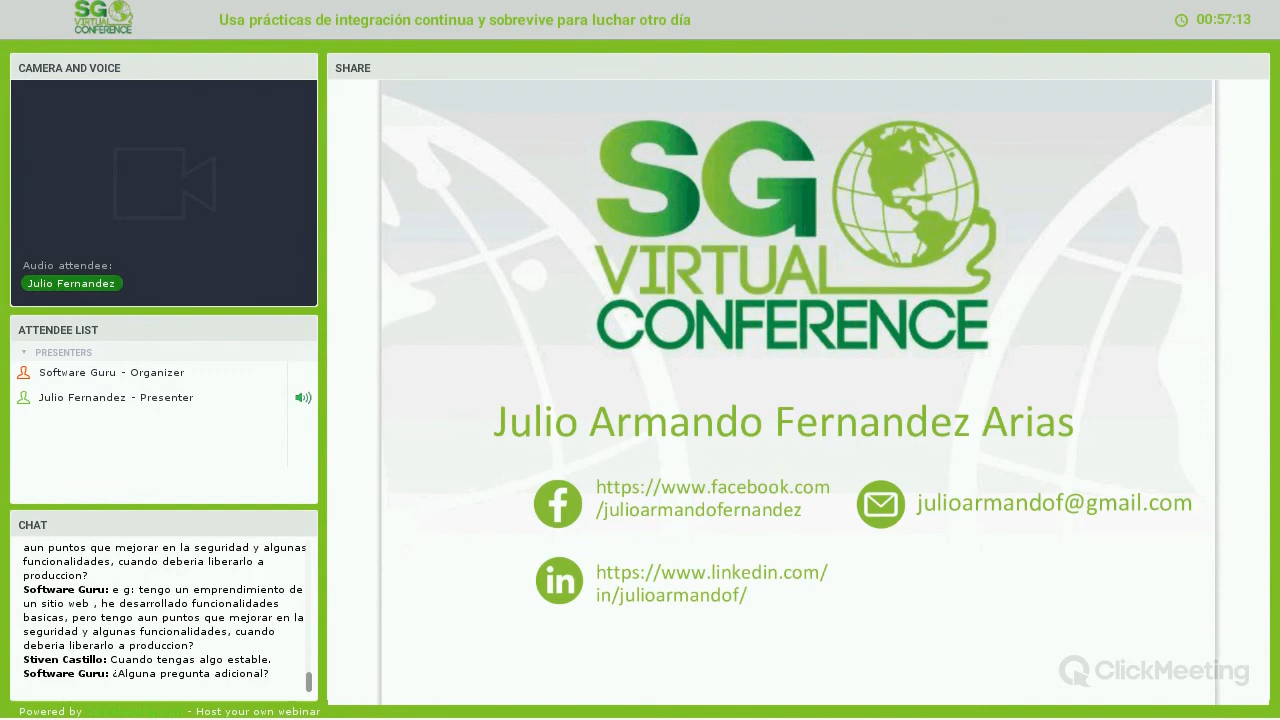 SG
VIRTUAL
CONFERENCE
Usa prácticas de integración continua y sobrevive para luchar otro día
00:57:13
CAMERA AND VOICE
Audio attendee:
Julio Fernandez
ATTENDEE LIST
PRESENTERS
Software Guru - Organizer
Julio Fernandez - Presenter
CHAT
aun puntos que mejorar en la seguridad y algunas
funcionalidades, cuando deberia liberarlo a
produccion?
Software Guru: e g: tengo un emprendimiento de
un sitio web , he desarrollado funcionalidades
basicas, pero tengo aun puntos que mejorar en la
seguridad y algunas funcionalidades, cuando
deberia liberarlo a produccion?
Stiven Castillo: Cuando tengas algo estable.
Software Guru: ¿Alguna pregunta adicional?
Powered by
- Host your own webinar
SHARE
SG
VIRTUAL
CONFERENCE
Julio Armando Fernandez Arias
https://www.facebook.com
/julioarmandofernandez
julioarmandof@gmail.com
https://www.linkedin.com/
in/julioarmandof/
ClickMeeting